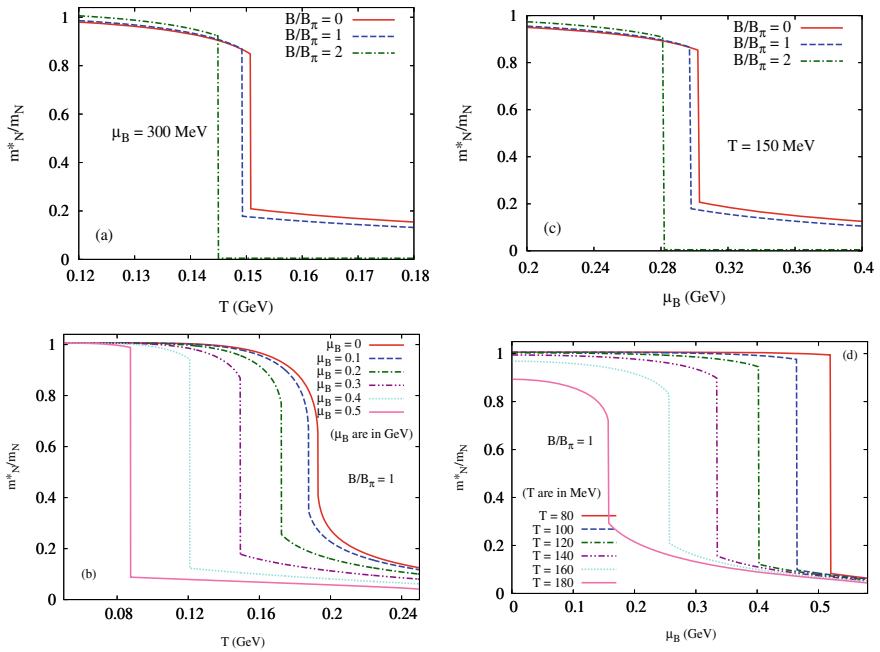 1
0.8
0.6
0.4
0.2
0
m*N/mN
B/Bπ = 0
B/Bπ = 1
B/Bπ = 2
μB = 300 MeV
(a)
0.12 0.13 0.14 0.15 0.16 0.17 0.18
T (GeV)
1
0.8
0.6
0.4
0.2
0
m*N/mN
B/Bπ = 0
B/Bπ = 1
B/Bπ = 2
T = 150 MeV
(c)
0.2 0.24 0.28 0.32 0.36 0.4
μB (GeV)
1
0.8
0.6
0.4
0.2
0
m*N/mN
μB = 0
μB = 0.1
μB = 0.2
μB = 0.3
μB = 0.4
μB = 0.5
(μB are in GeV)
B/Bπ = 1
(b)
0.08 0.12 0.16 0.2 0.24
T (GeV)
1
0.8
0.6
0.4
0.2
0
m*N/mN
(d)
B/Bπ = 1
(T are in MeV)
T = 80
T = 100
T = 120
T = 140
T = 160
T = 180
0 0.1 0.2 0.3 0.4 0.5
μB (GeV)